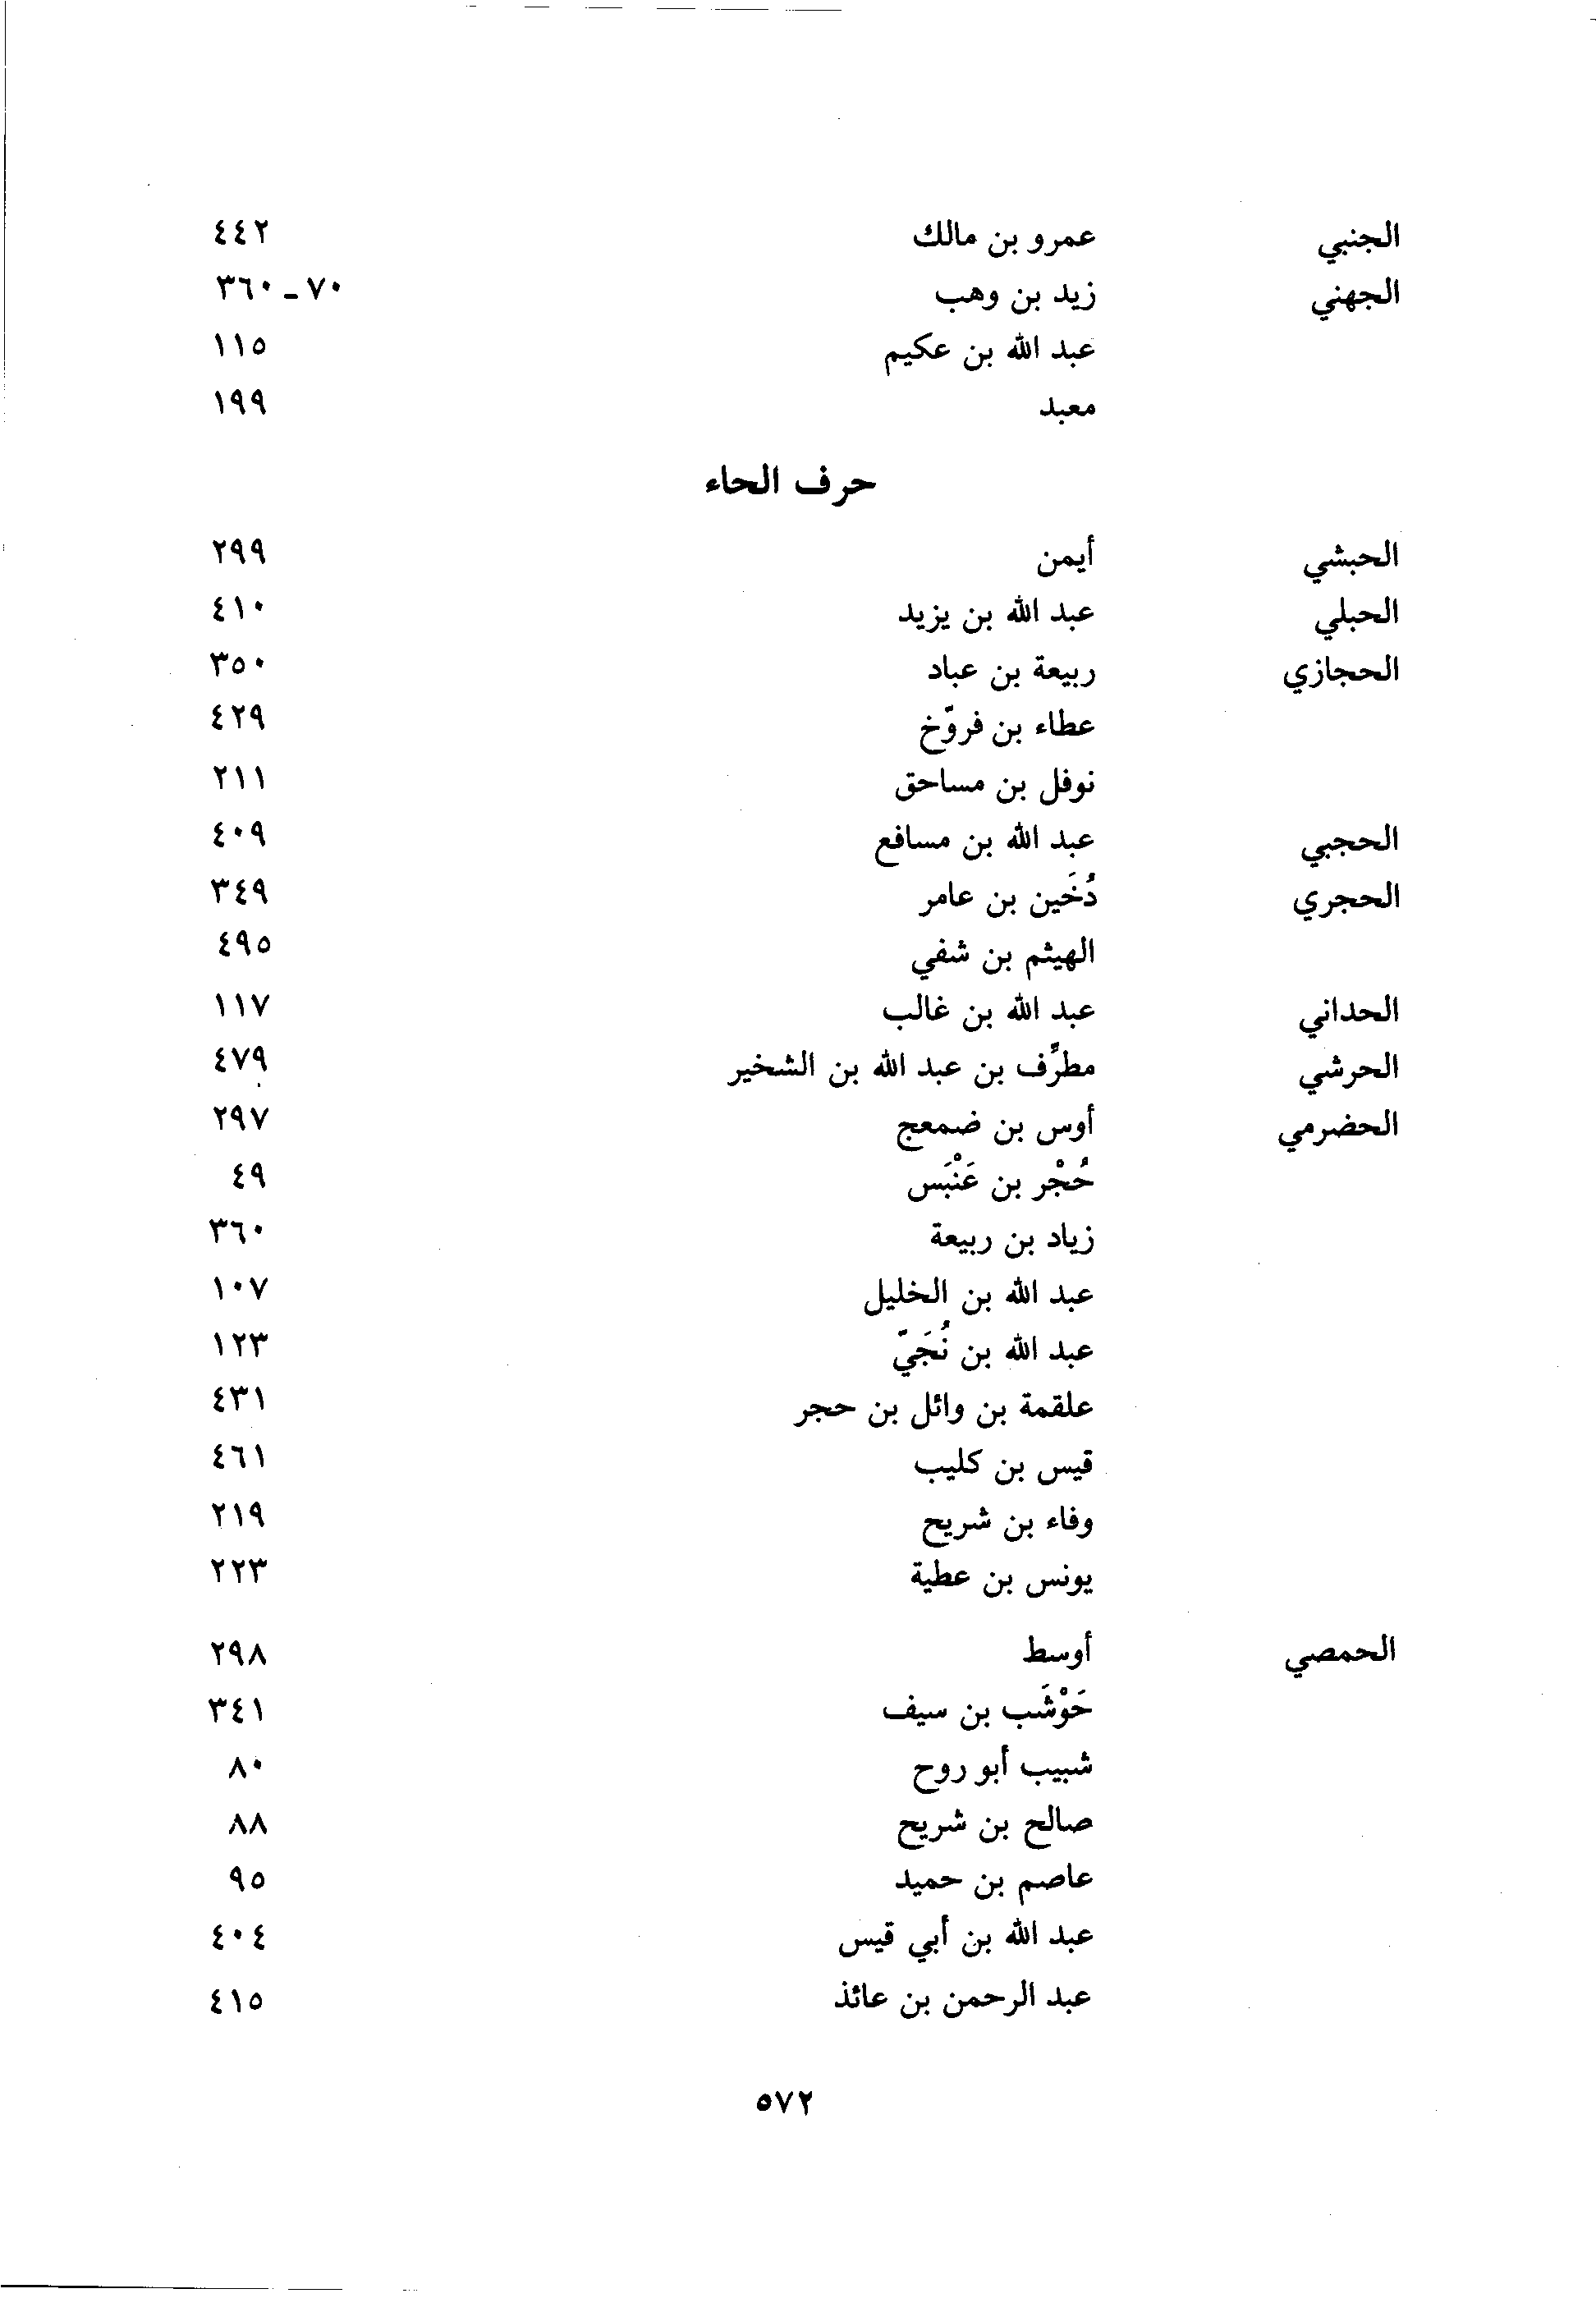 الجنبي عمرو بن مالك ٤٤٢
الجهني زيد بن وهب ٧٠ - ٣٦٠
عبد الله بن عكيم ١١٥
معبد ١٩٩
حرف الحاء
الحبشي أيمن ٢٩٩
الحبلي عبد الله بن يزيد ٤١٠
الحجازي ربيعة بن عباد ٣٥٠
عطاء بن فروّخ ٤٢٩
نوفل بن مساحق ٢١١
الحجبي عبد الله بن مسافع ٤٠٩
الحجري دُخَين بن عامر ٣٤٩
الهيثم بن شفي ٤٩٥
الحداني عبد الله بن غالب ١١٧
الحرشي مطرِّف بن عبد الله بن الشخير ٤٧٩
الحضرمي أوس بن ضمعج ٢٩٧
حُجْر بن عَنْبَس ٤٩
زياد بن ربيعة ٣٦٠
عبد الله بن الخليل ١٠٧
عبد الله بن نُجَيّ ١٢٣
علقمة بن وائل بن حجر ٤٣١
قيس بن كليب ٤٦١
وفاء بن شريح ٢١٩
يونس بن عطية ٢٢٣
الحمصي أوسط ٢٩٨
حَوْشَب بن سيف ٣٤١
شبيب أبو روح ٨٠
صالح بن شريح ٨٨
عاصم بن حميد ٩٥
عبد الله بن أبي قيس ٤٠٤
عبد الرحمن بن عائذ ٤١٥
٥٧٢